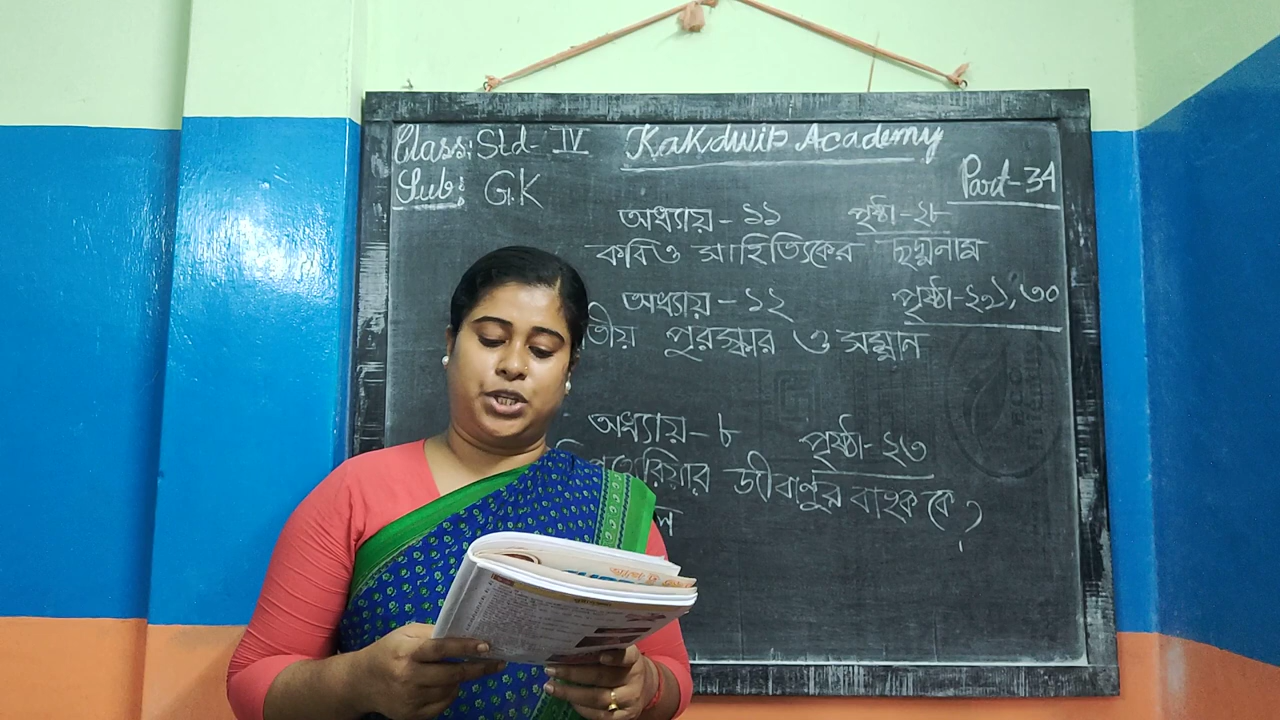 Class: Std- IV Kakdwip Academy
Sub: G.K Part-34
অধ্যায় - ১১ পৃষ্ঠা-২৮
কবি ও সাহিত্যিকের ছদ্মনাম
অধ্যায় - ১২ পৃষ্ঠা-২৯,৩০
তীয় পুরস্কার ও সম্মান
অধ্যায়-৮ পৃষ্ঠা-২৩
জীবাণুর বাহক কে?